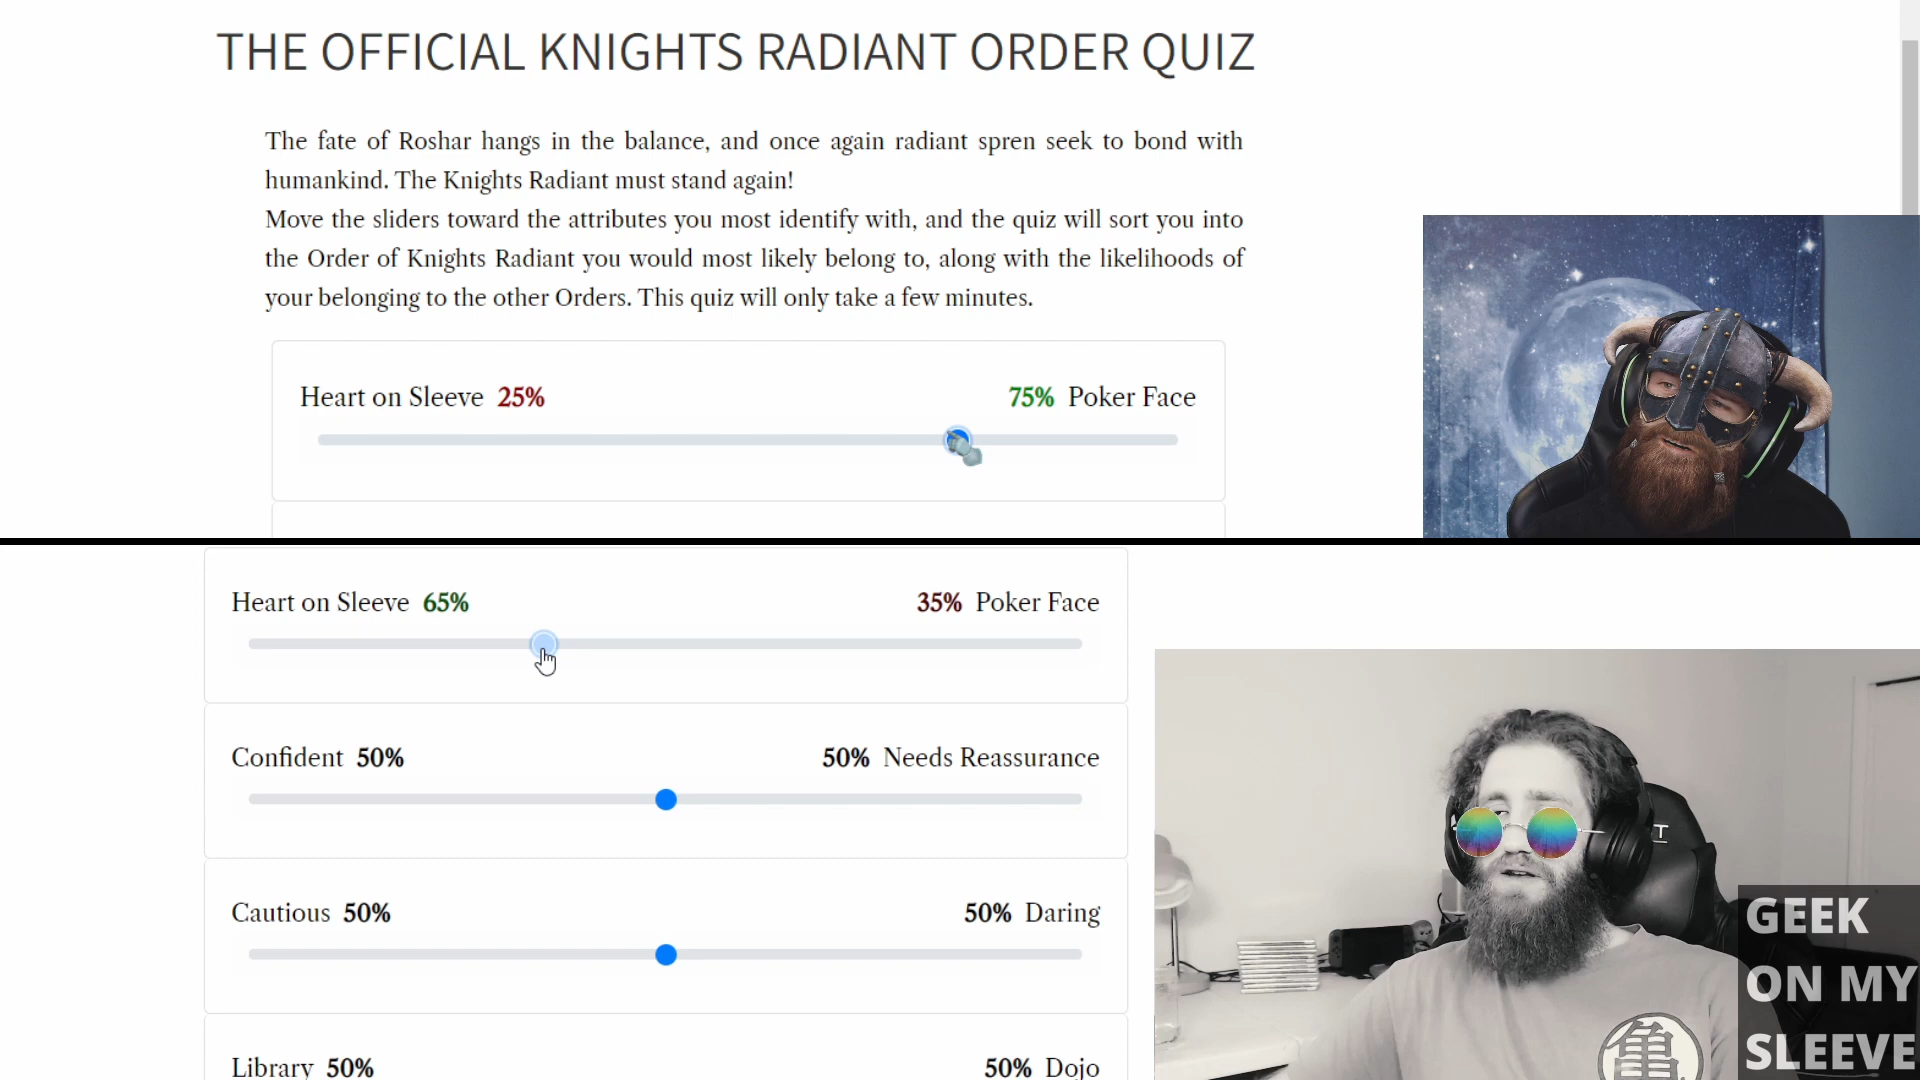 THE OFFICIAL KNIGHTS RADIANT ORDER QUIZ
The fate of Roshar hangs in the balance, and once again radiant spren seek to bond with
humankind. The Knights Radiant must stand again!
Move the sliders toward the attributes you most identify with, and the quiz will sort you into
the Order of Knights Radiant you would most likely belong to, along with the likelihoods of
your belonging to the other Orders. This quiz will only take a few minutes.
Heart on Sleeve 25% 75% Poker Face
Heart on Sleeve 65% 35% Poker Face
Confident 50% 50% Needs Reassurance
Cautious 50% 50% Daring
Library 50% 50% Dojo
T
亀
GEEK
ON MY
SLEEVE